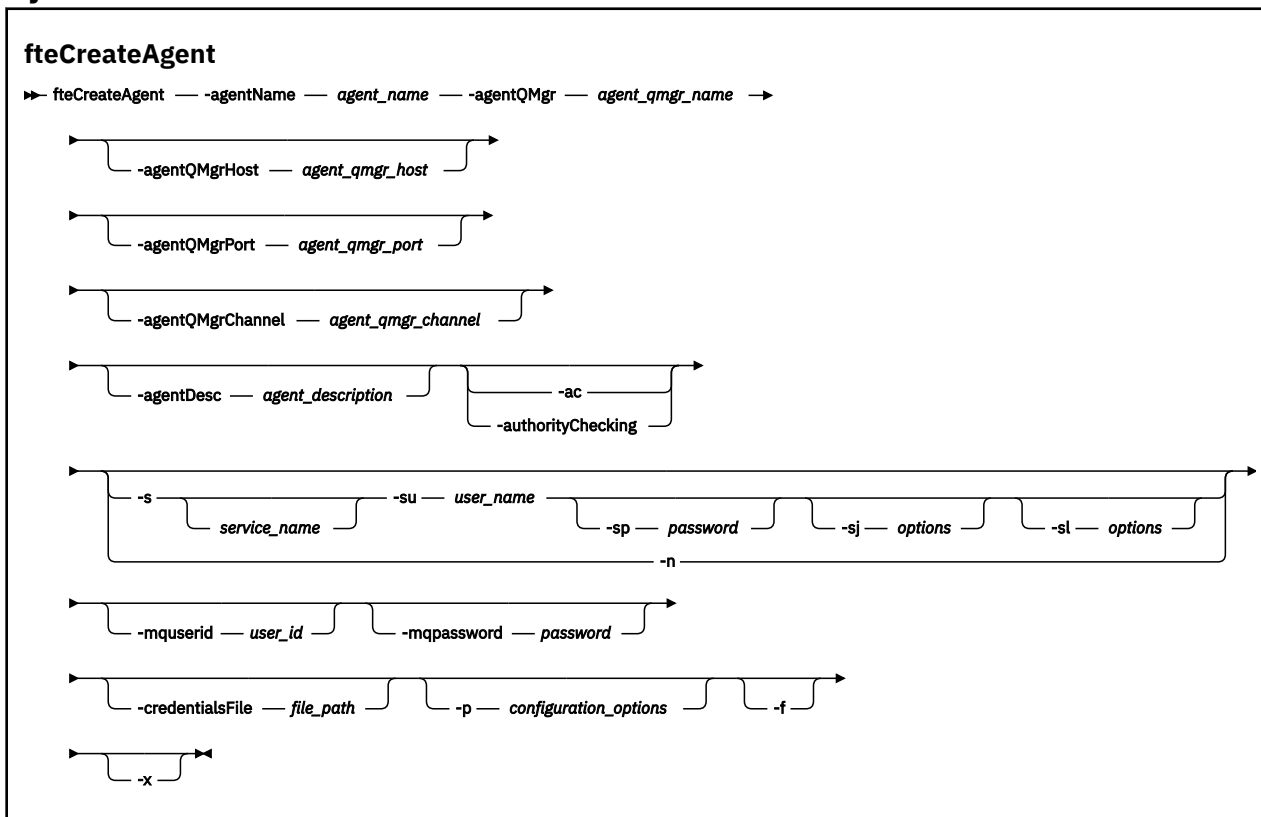 fteCreateAgent
fteCreateAgent -agentName agent_name -agentQMgr agent_qmgr_name
-agentQMgrHost agent_qmgr_host
-agentQMgrPort agent_qmgr_port
-agentQMgrChannel agent_qmgr_channel
-agentDesc agent_description -ac
-authorityChecking
-s service_name -su user_name -sp password -sj options -sl options
-n
-mquserid user_id -mqpassword password
-credentialsFile file_path -p configuration_options -f
-x